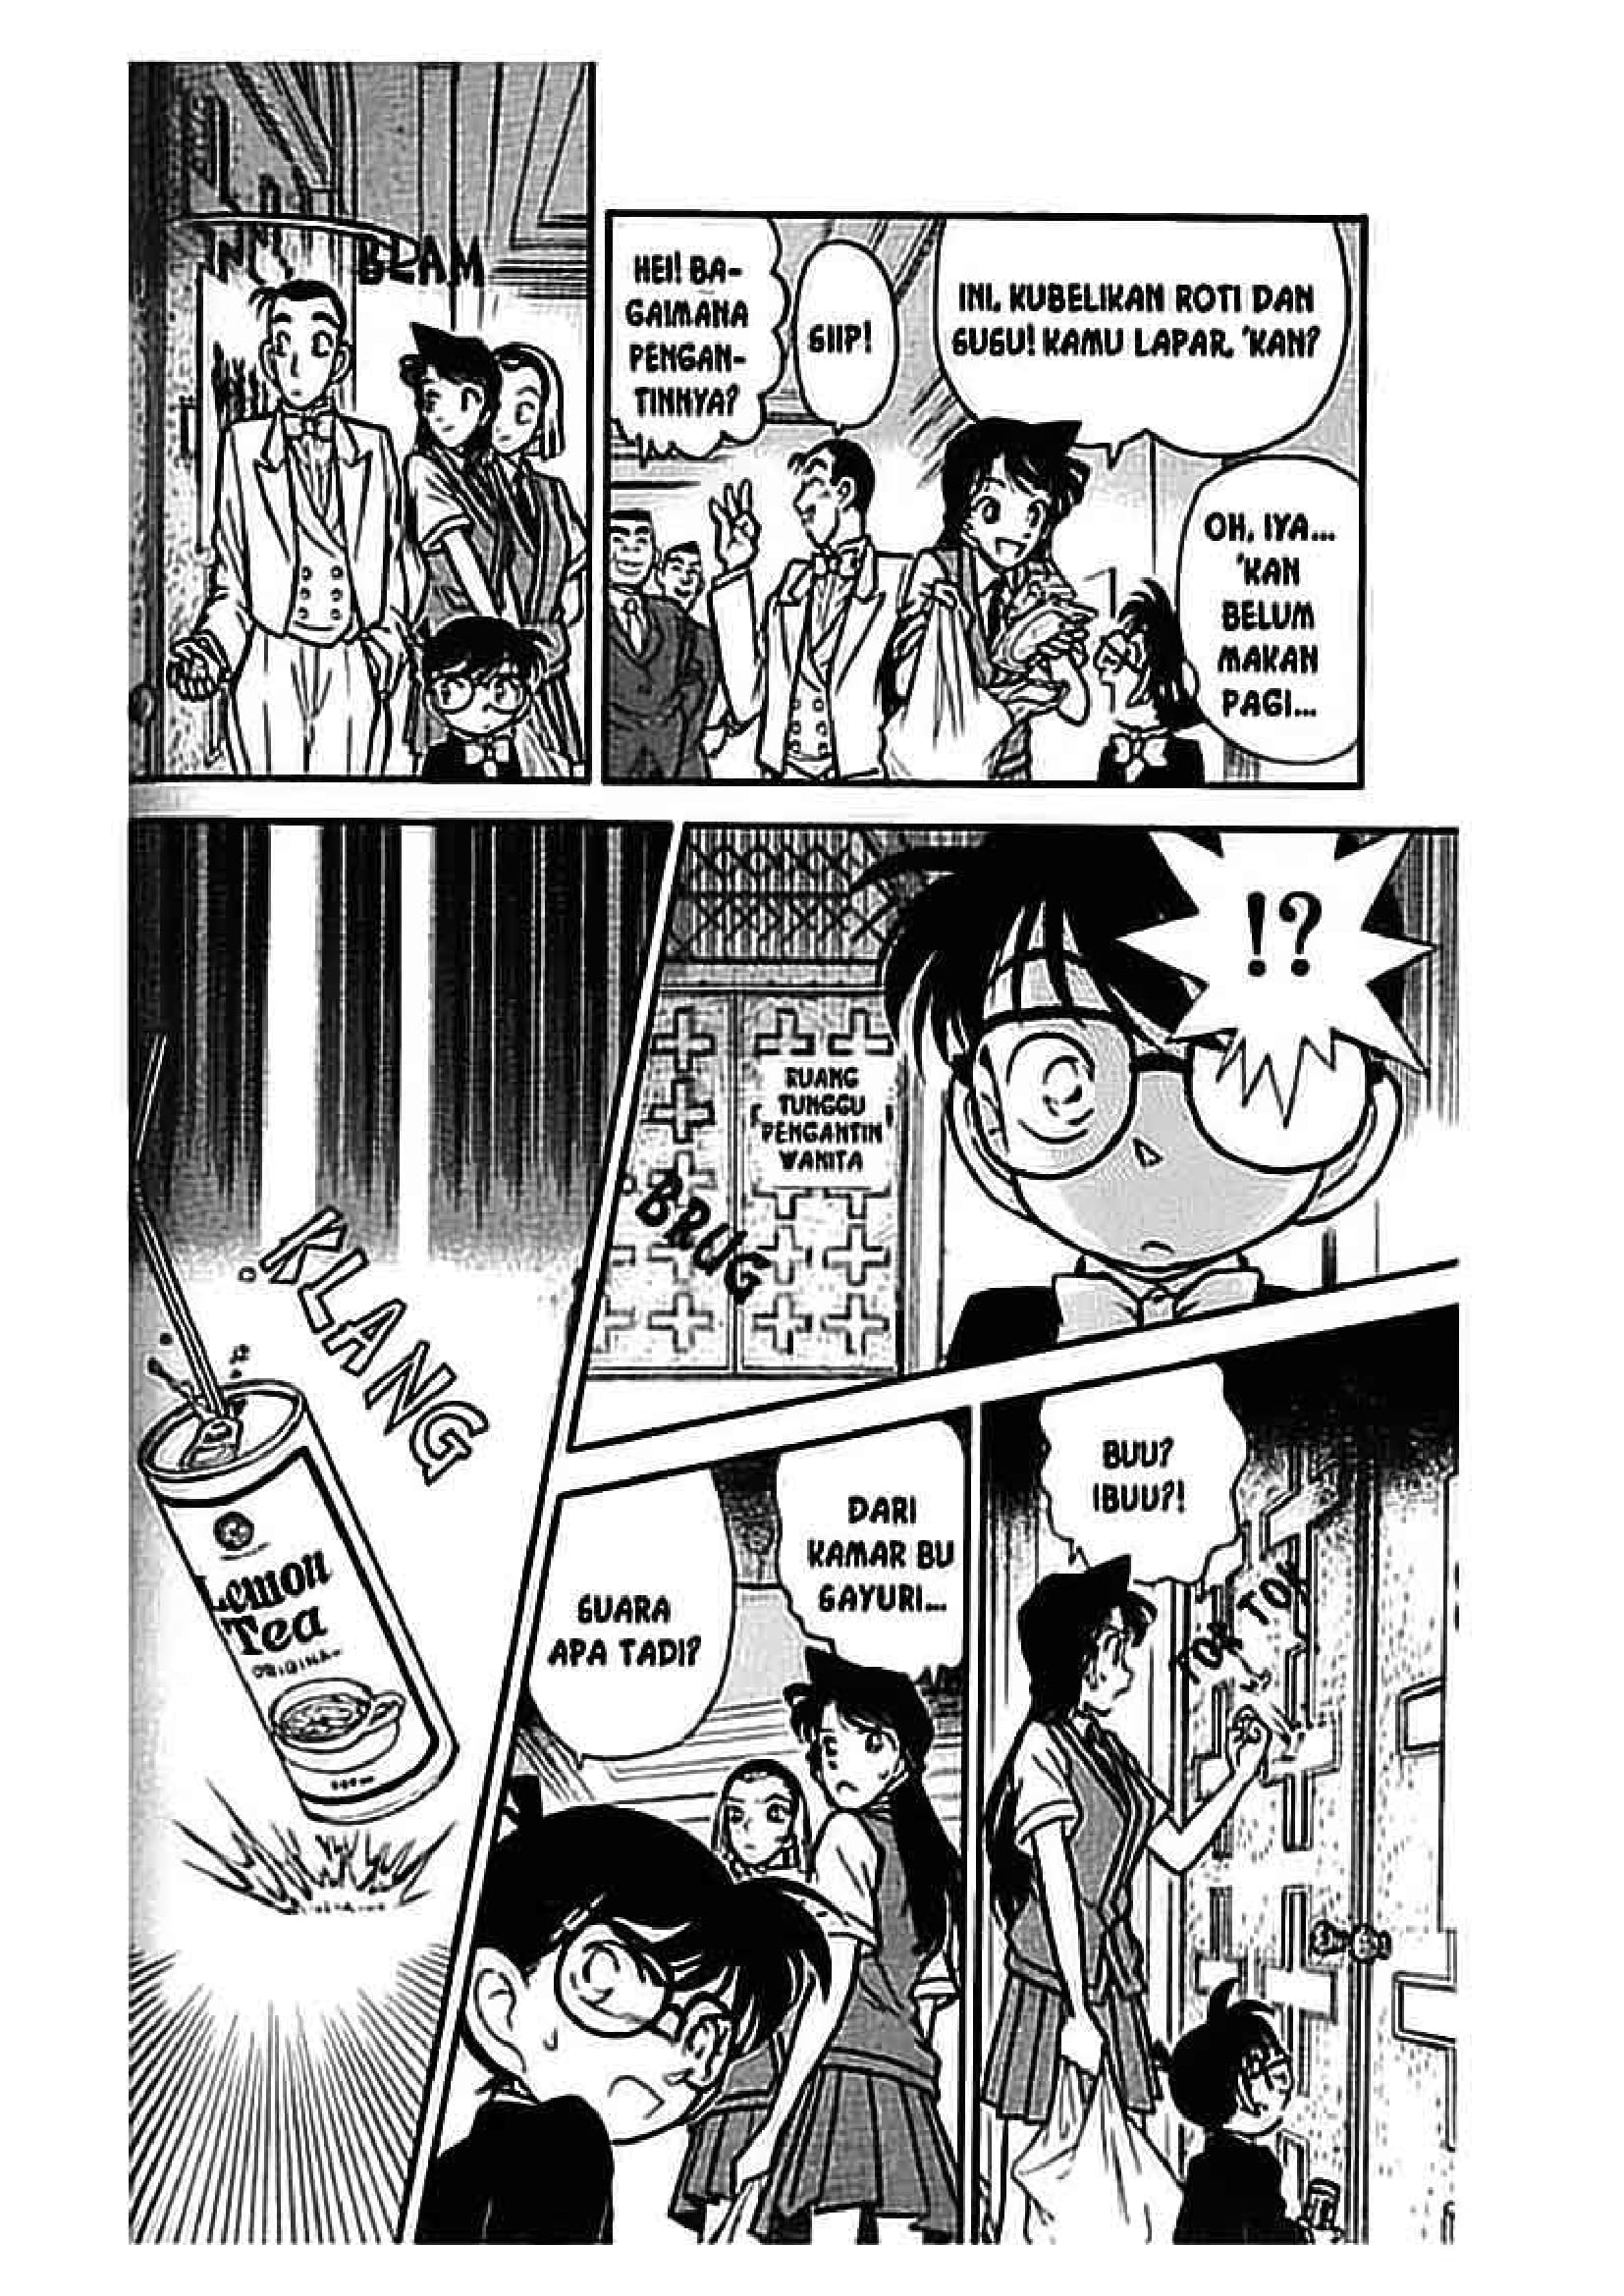 BLAM
HEI! BA-
GAIMANA
PENGAN-
TINNYA?
SIIP!
INI, KUBELIKAN ROTI DAN
SUSU! KAMU LAPAR, 'KAN?
OH, IYA...
'KAN
BELUM
MAKAN
PAGI...
KLANG
Lemon
Tea
RUANG
TUNGGU
PENGANTIN
WANITA
BRUG
!?
SUARA
APA TADI?
DARI
KAMAR BU
SAYURI...
BUU?
IBUU?!
TOK TOK